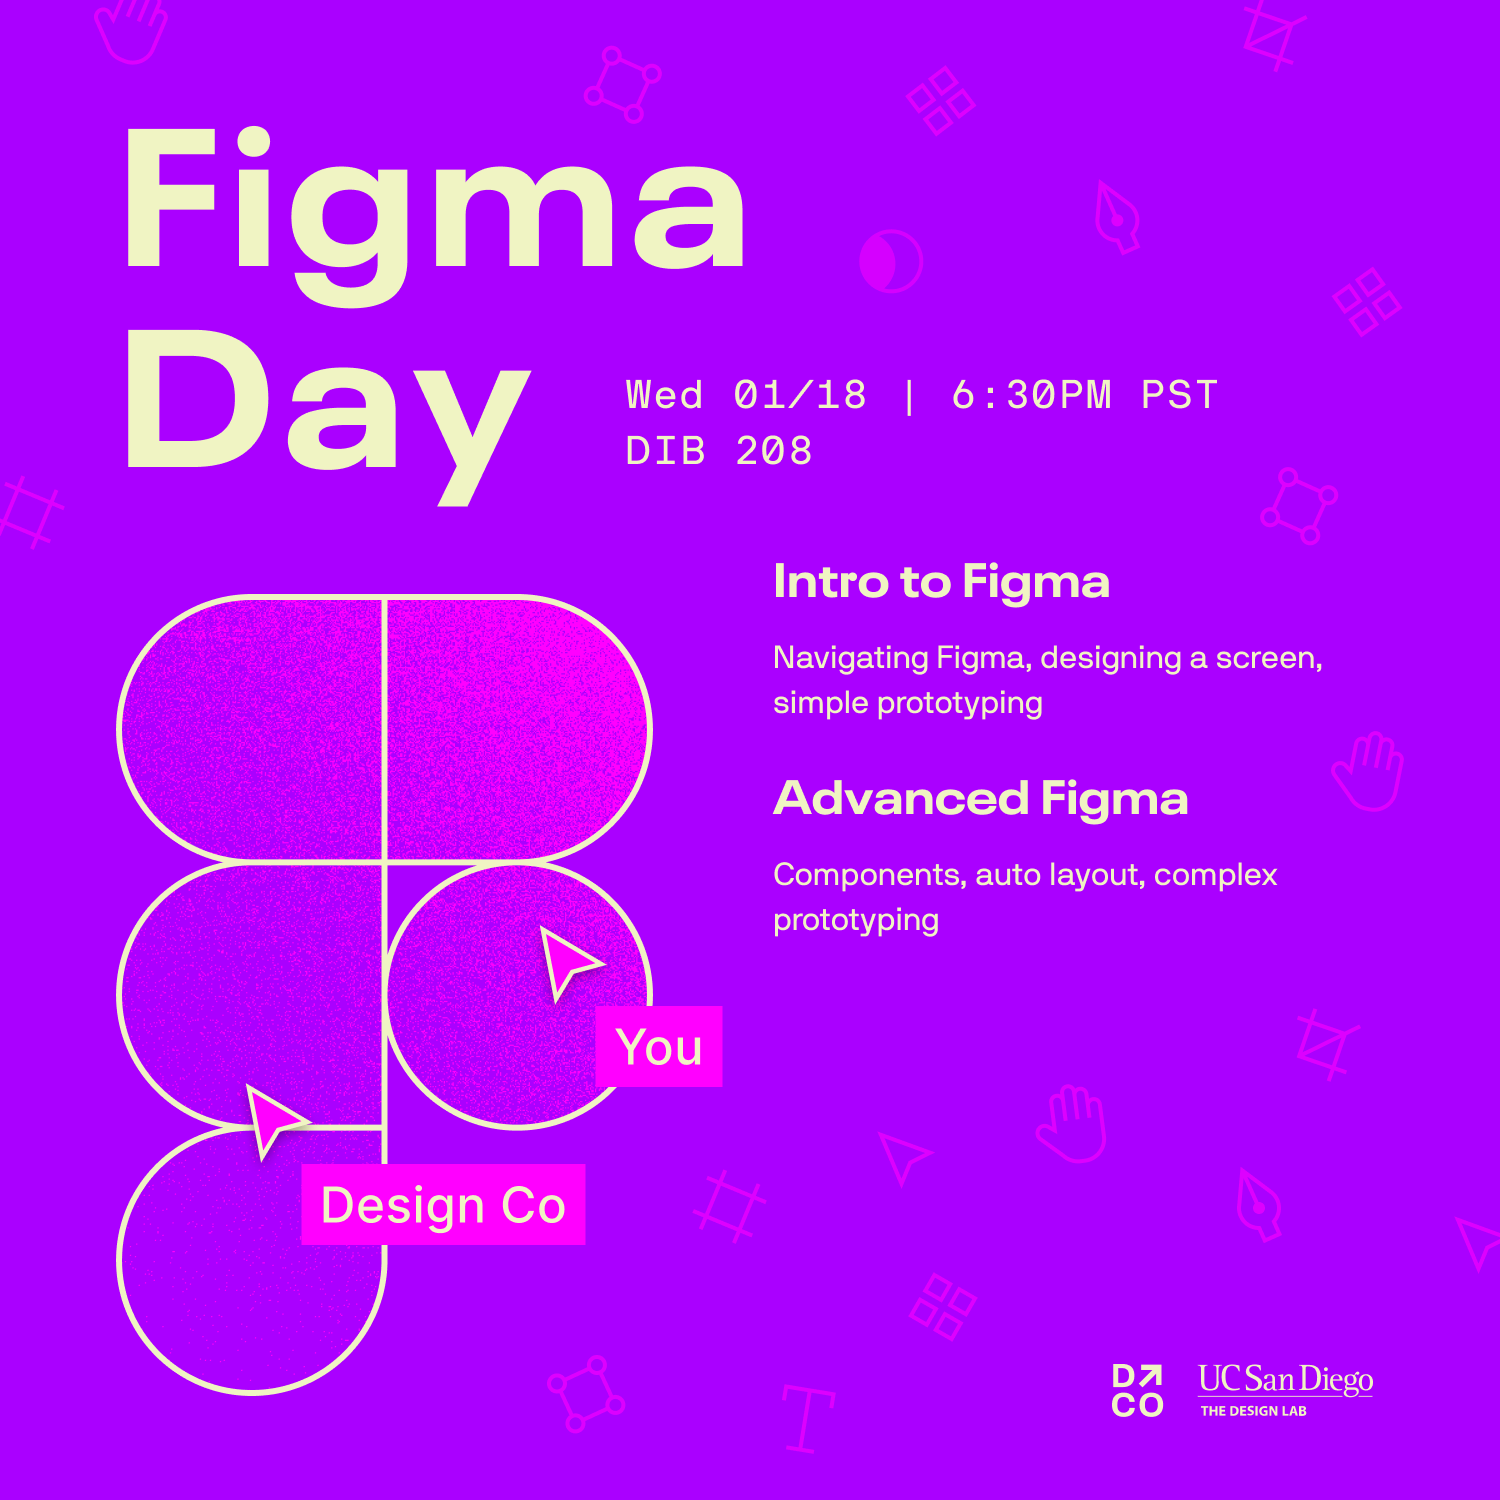 Figma
Day
Wed 01/18 | 6:30PM PST
DIB 208
Intro to Figma
Navigating Figma, designing a screen,
simple prototyping
Advanced Figma
Components, auto layout, complex
prototyping
You
Design Co
D
CO
UC San Diego
THE DESIGN LAB
T